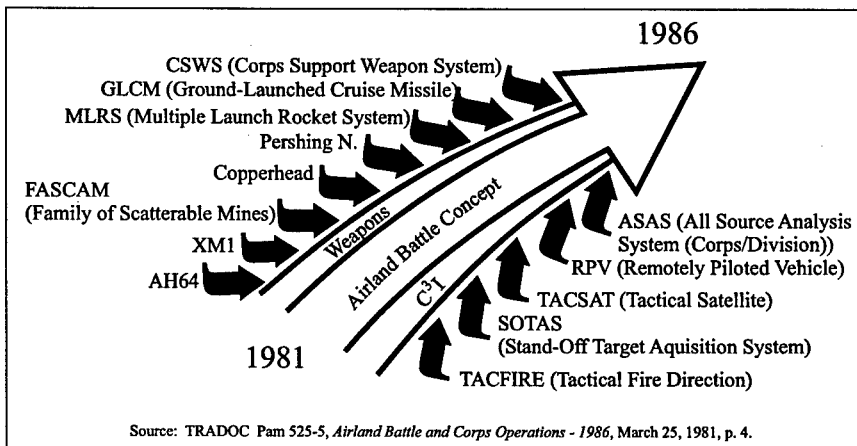 1986
CSWS (Corps Support Weapon System)
GLCM (Ground-Launched Cruise Missile)
MLRS (Multiple Launch Rocket System)
Pershing N.
Copperhead
FASCAM
(Family of Scatterable Mines)
XM1
AH64
Weapons
Airland Battle Concept
C³I
1981
ASAS (All Source Analysis
System (Corps/Division))
RPV (Remotely Piloted Vehicle)
TACSAT (Tactical Satellite)
SOTAS
(Stand-Off Target Aquisition System)
TACFIRE (Tactical Fire Direction)
Source: TRADOC Pam 525-5, Airland Battle and Corps Operations - 1986, March 25, 1981, p. 4.